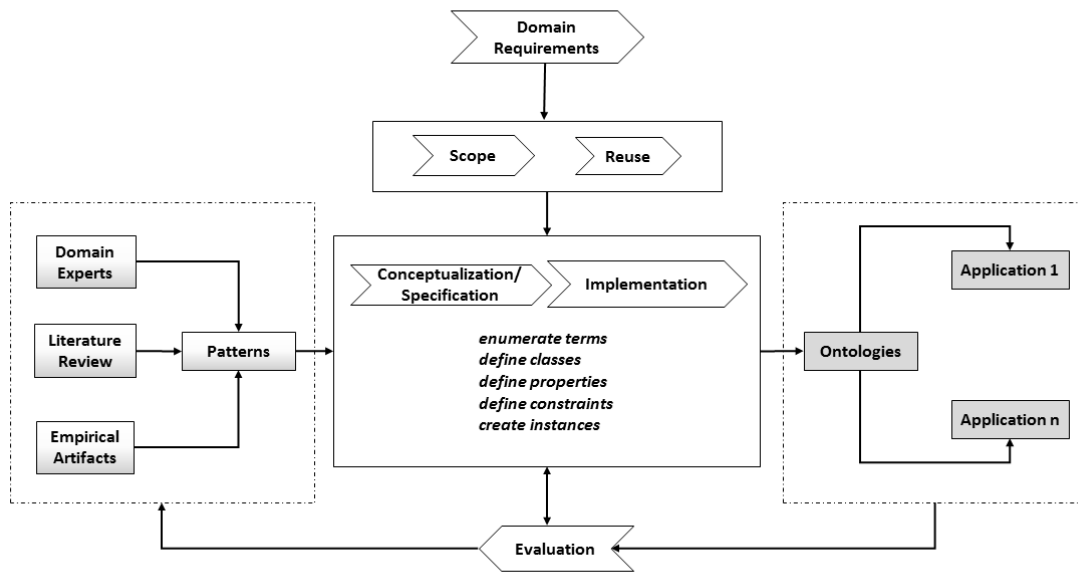 Domain
Requirements
Scope
Reuse
Domain
Experts
Literature
Review
Empirical
Artifacts
Patterns
Conceptualization/
Specification
Implementation
enumerate terms
define classes
define properties
define constraints
create instances
Ontologies
Application 1
Application n
Evaluation